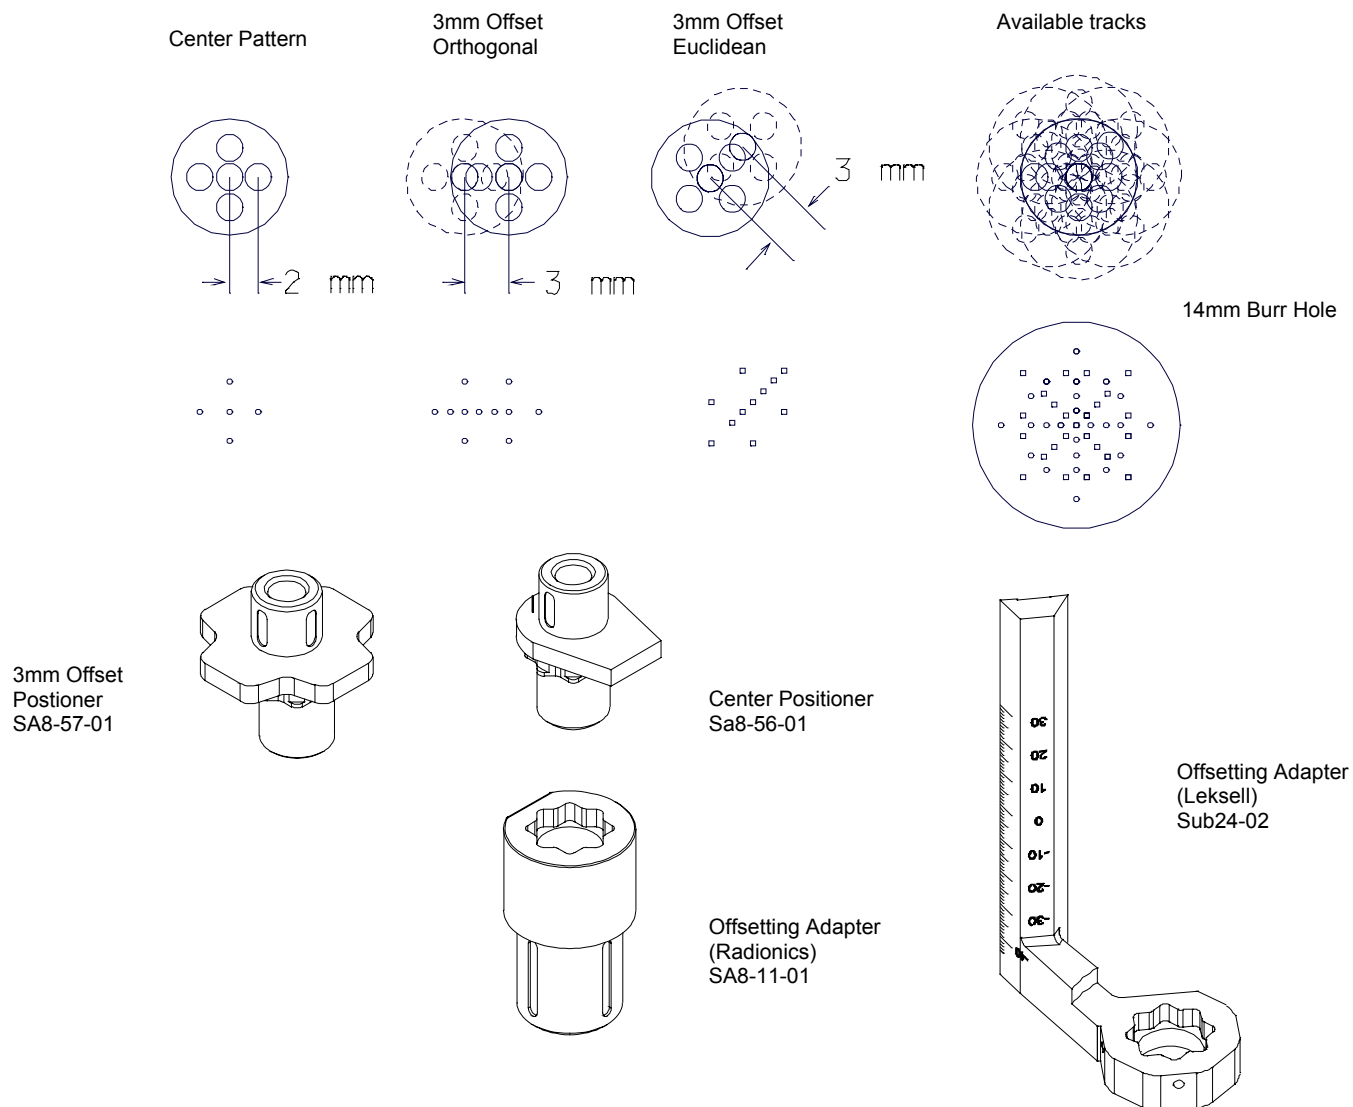 Center Pattern
3mm Offset
Orthogonal
3mm Offset
Euclidean
Available tracks
2 mm
3 mm
3 mm
14mm Burr Hole
3mm Offset
Postioner
SA8-57-01
Center Positioner
Sa8-56-01
Offsetting Adapter
(Radionics)
SA8-11-01
30
20
10
0
-10
-20
-30
-40
Offsetting Adapter
(Leksell)
Sub24-02